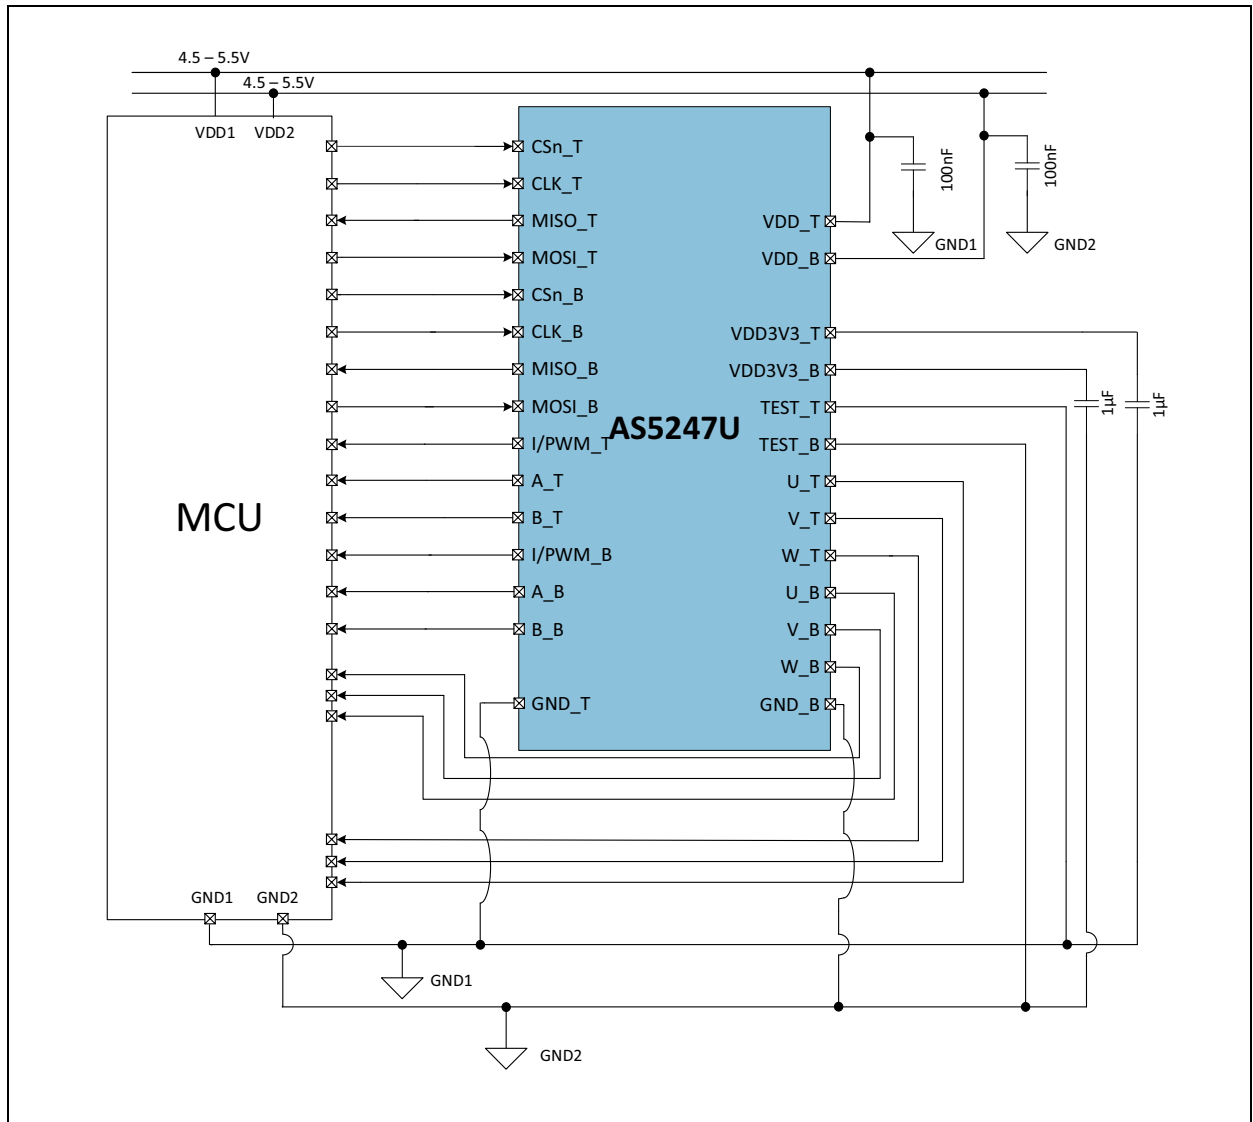 4.5 – 5.5V
4.5 – 5.5V
VDD1
VDD2
CSn_T
CLK_T
MISO_T
MOSI_T
CSn_B
CLK_B
MISO_B
MOSI_B
I/PWM_T
A_T
B_T
I/PWM_B
A_B
B_B
GND_T
AS5247U
VDD_T
VDD_B
VDD3V3_T
VDD3V3_B
TEST_T
TEST_B
U_T
V_T
W_T
U_B
V_B
W_B
GND_B
100nF
100nF
GND1
GND2
1µF
1µF
MCU
GND1
GND2
GND1
GND2